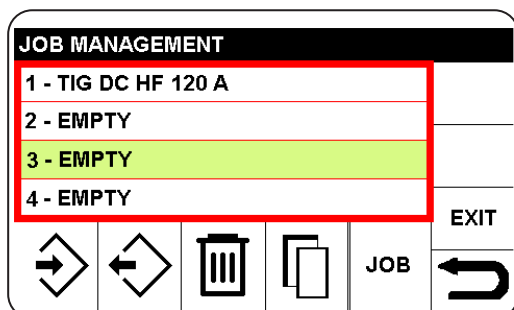 JOB MANAGEMENT
1 - TIG DC HF 120 A
2 - EMPTY
3 - EMPTY
4 - EMPTY
EXIT
JOB